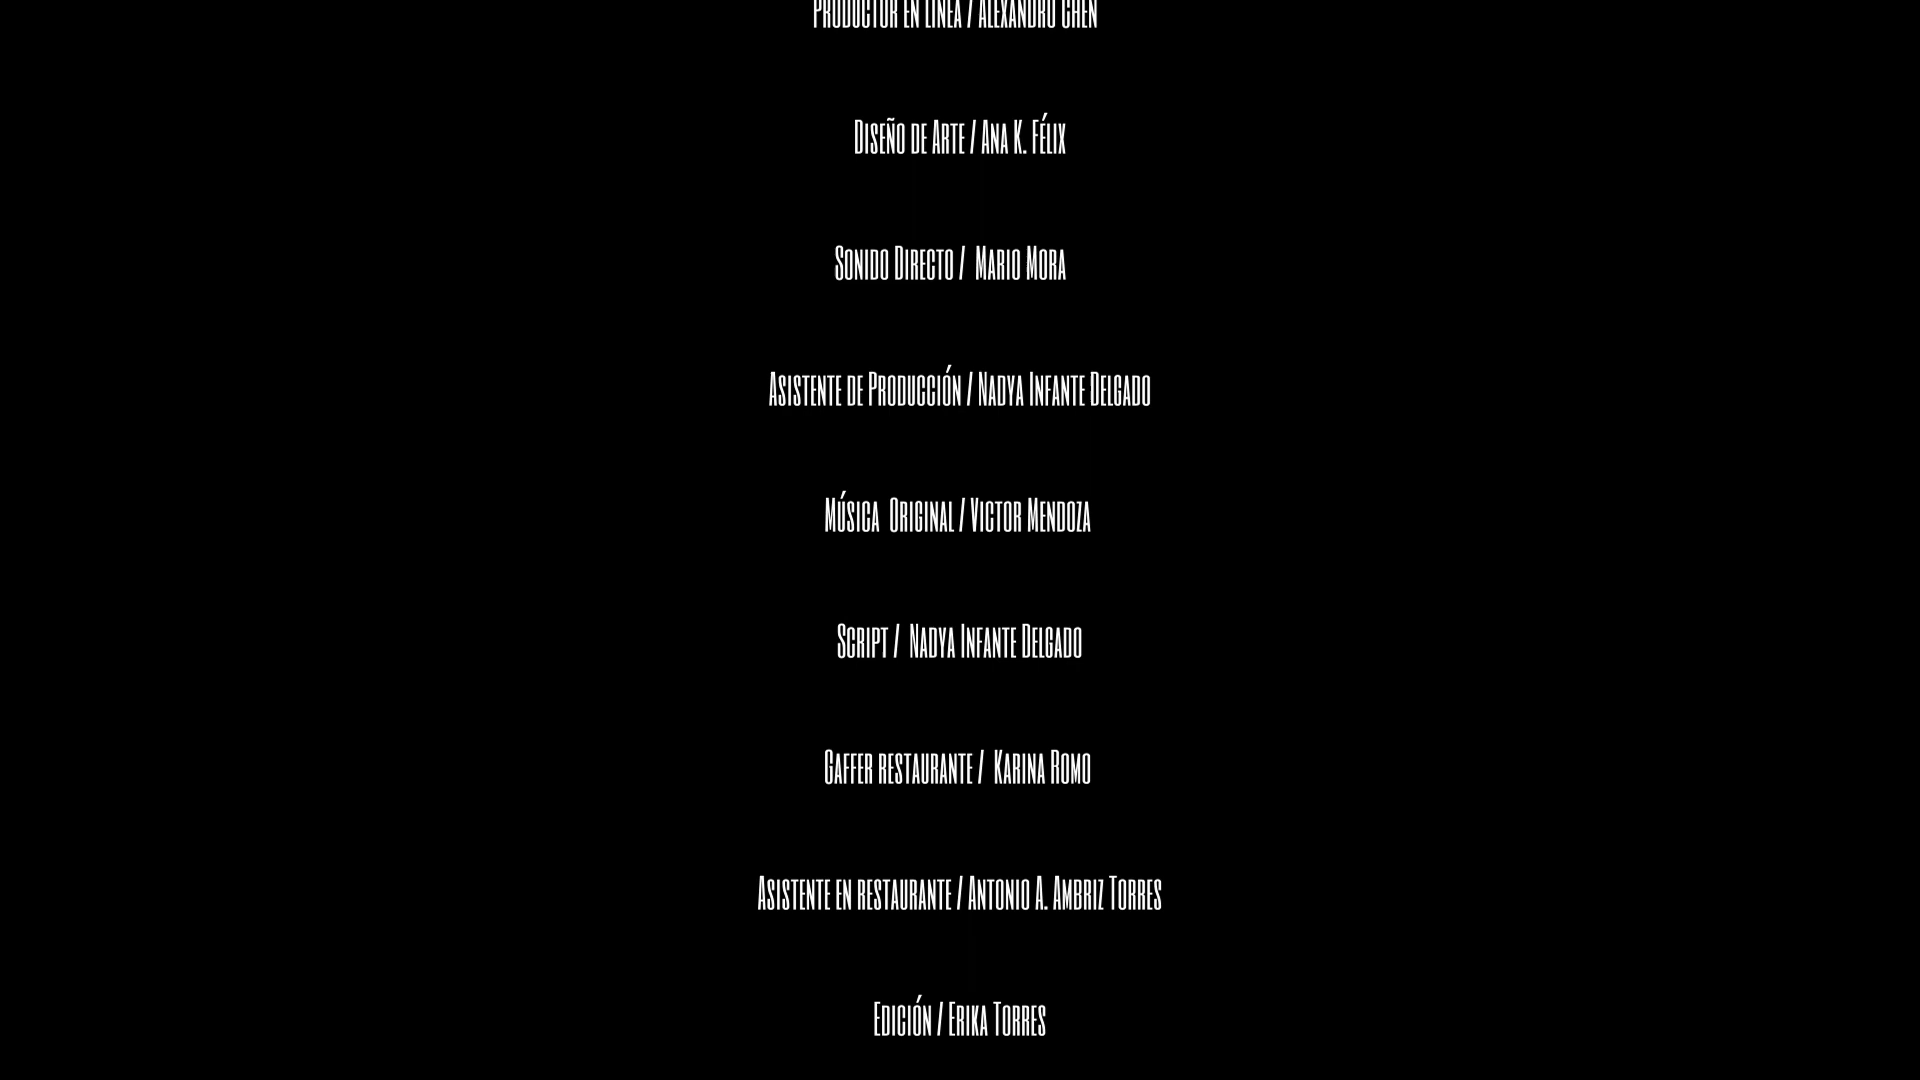 Productor en línea / Alexandro Chen
Diseño de Arte / Ana K. Félix
Sonido Directo / Mario Mora
Asistente de Producción / Nadya Infante Delgado
Música Original / Victor Mendoza
Script / Nadya Infante Delgado
Gaffer restaurante / Karina Romo
Asistente en restaurante / Antonio A. Ambriz Torres
Edición / Erika Torres